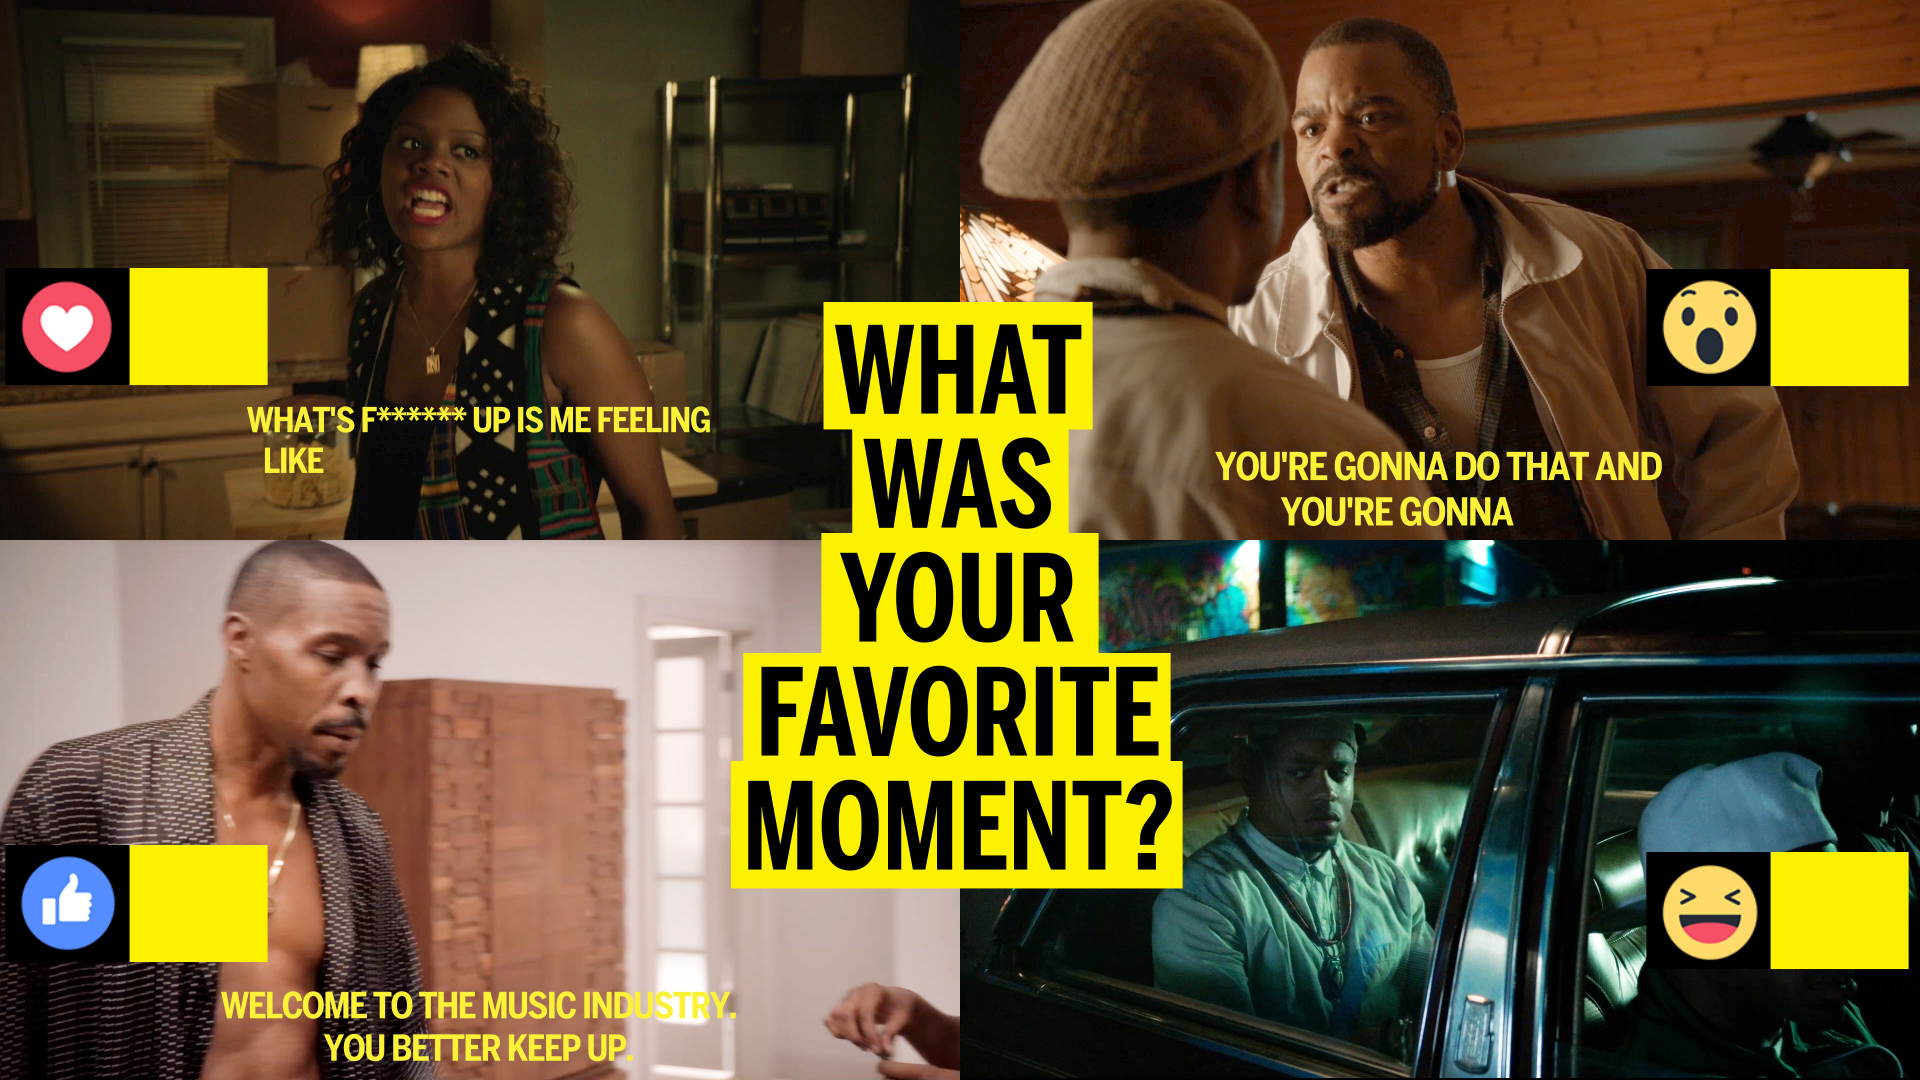 WHAT'S F****** UP IS ME FEELING
LIKE
YOU'RE GONNA DO THAT AND
YOU'RE GONNA
WHAT
WAS
YOUR
FAVORITE
MOMENT?
WELCOME TO THE MUSIC INDUSTRY.
YOU BETTER KEEP UP.